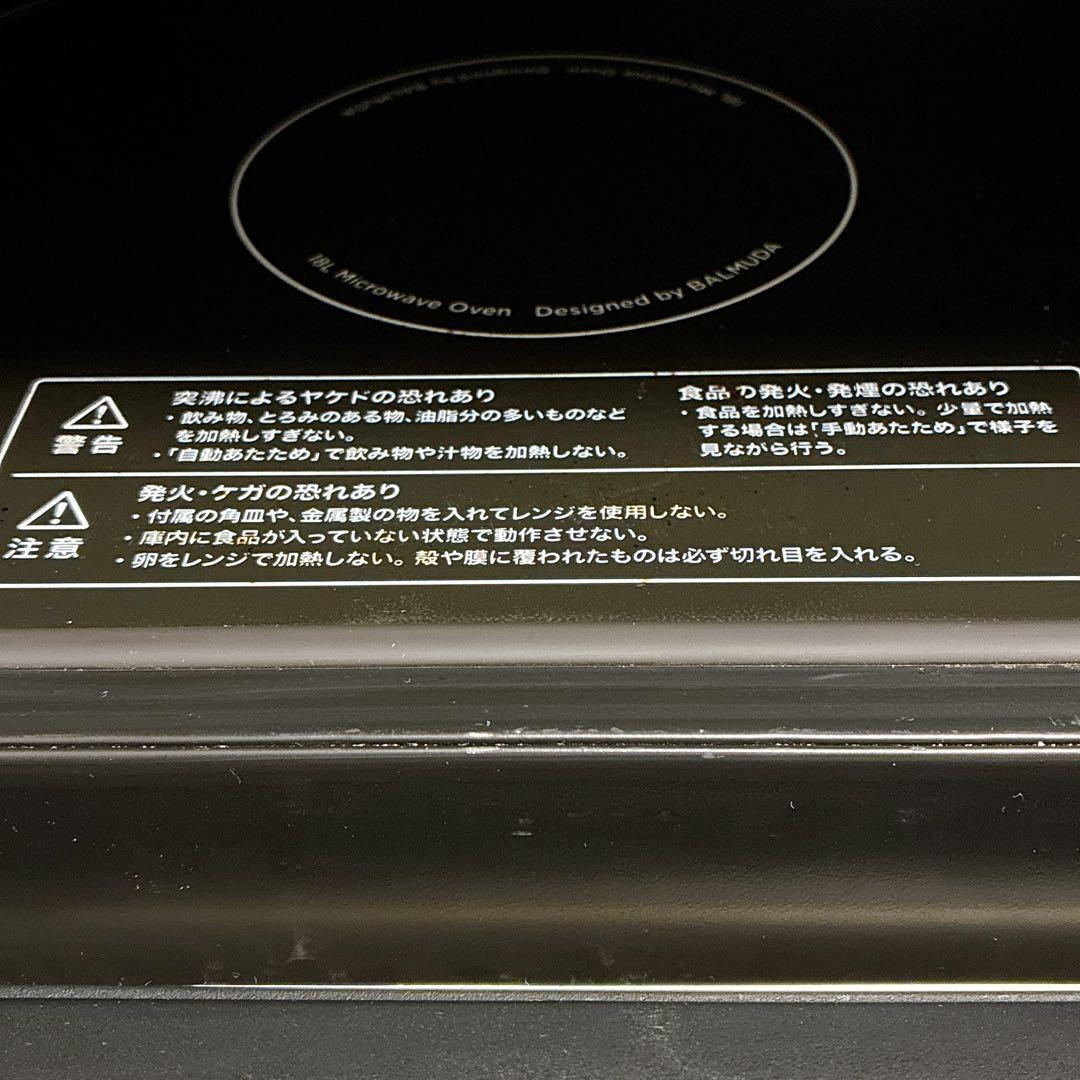 18L Microwave Oven Designed by BALMUDA
18L Microwave Oven Designed by BALMUDA
警告
突沸によるヤケドの恐れあり
・飲み物、とろみのある物、油脂分の多いものなど
を加熱しすぎない。
・「自動あたため」で飲み物や汁物を加熱しない。
食品の発火・発煙の恐れあり
・食品を加熱しすぎない。少量で加熱
する場合は「手動あたため」で様子を
見ながら行う。
注意
発火・ケガの恐れあり
・付属の角皿や、金属製の物を入れてレンジを使用しない。
・庫内に食品が入っていない状態で動作させない。
・卵をレンジで加熱しない。殻や膜に覆われたものは必ず切れ目を入れる。